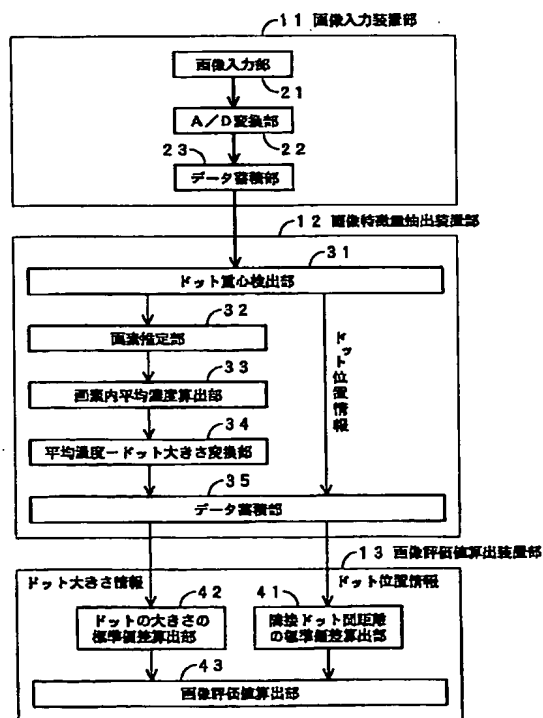 11 画像入力装置部
画像入力部
21
A/D変換部
22
23
データ蓄積部
12 画像特徴量抽出装置部
31
ドット重心検出部
32
画素推定部
33
画素内平均濃度算出部
34
平均濃度ードット大きさ変換部
ドット位置情報
35
データ蓄積部
13 画像評価値算出装置部
ドット大きさ情報
ドット位置情報
42
ドットの大きさの
標準偏差算出部
41
隣接ドット間距離
の標準偏差算出部
43
画像評価値算出部